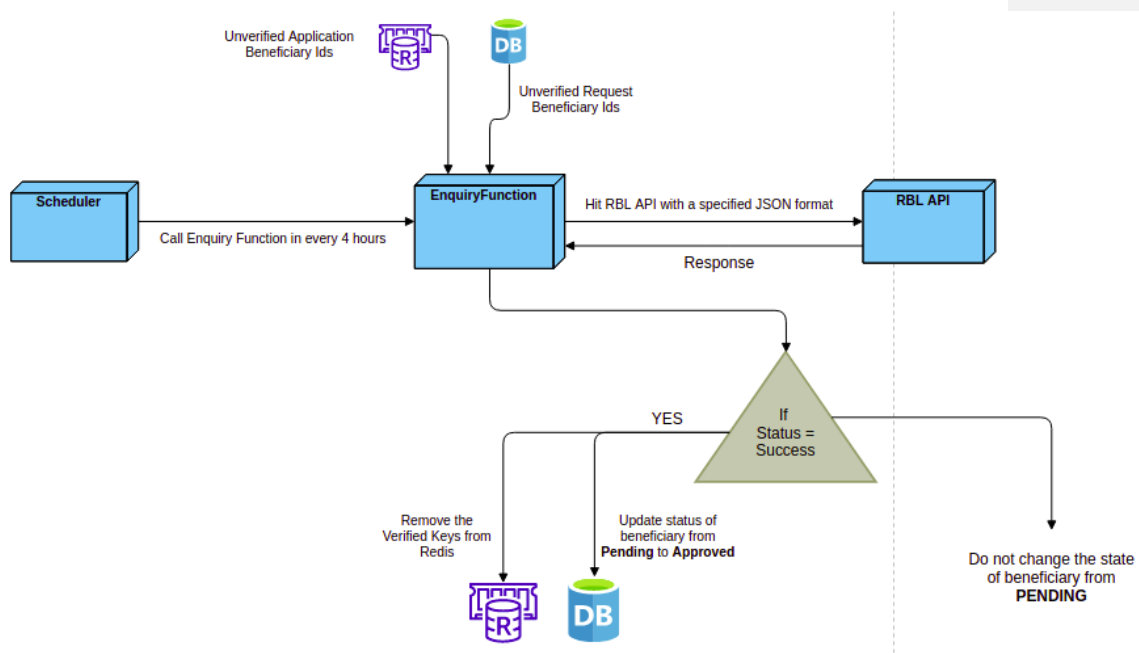 Unverified Application
Beneficiary Ids
R
DB
Unverified Request
Beneficiary Ids
Scheduler
Call Enquiry Function in every 4 hours
EnquiryFunction
Hit RBL API with a specified JSON format
Response
RBL API
If
Status =
Success
YES
Remove the
Verified Keys from
Redis
Update status of
beneficiary from
Pending to Approved
R
DB
Do not change the state
of beneficiary from
PENDING